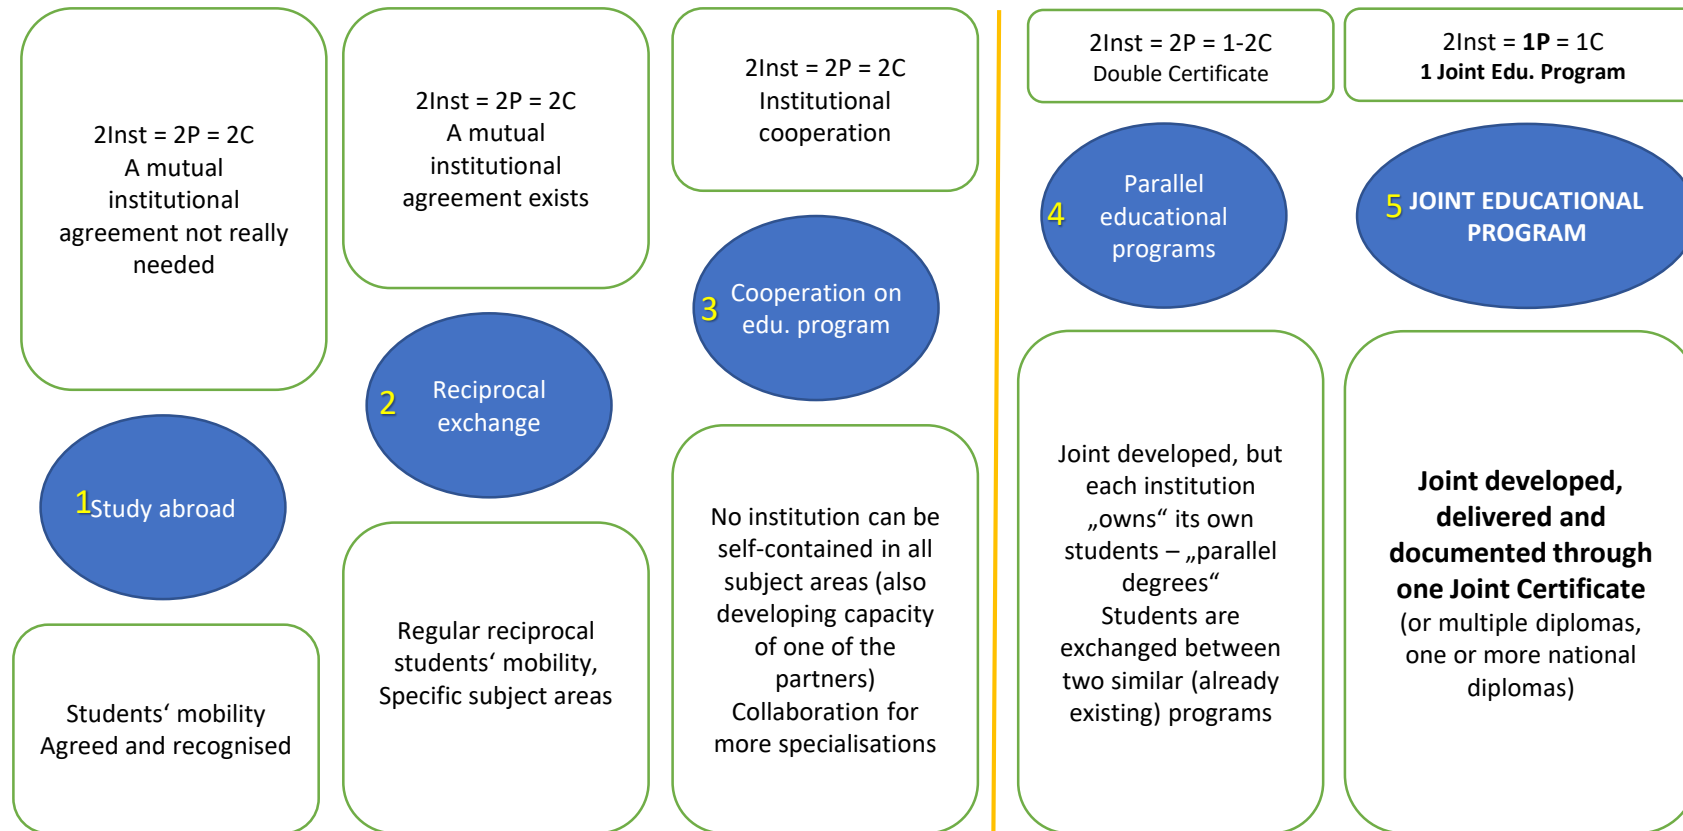 2Inst = 2P = 2C
A mutual
institutional
agreement not really
needed
1 Study abroad
Students‘ mobility
Agreed and recognised
2Inst = 2P = 2C
A mutual
institutional
agreement exists
2 Reciprocal
exchange
Regular reciprocal
students‘ mobility,
Specific subject areas
2Inst = 2P = 2C
Institutional
cooperation
3 Cooperation on
edu. program
No institution can be
self-contained in all
subject areas (also
developing capacity
of one of the
partners)
Collaboration for
more specialisations
2Inst = 2P = 1-2C
Double Certificate
4 Parallel
educational
programs
Joint developed, but
each institution
„owns“ its own
students – „parallel
degrees“
Students are
exchanged between
two similar (already
existing) programs
2Inst = 1P = 1C
1 Joint Edu. Program
5 JOINT EDUCATIONAL
PROGRAM
Joint developed,
delivered and
documented through
one Joint Certificate
(or multiple diplomas,
one or more national
diplomas)